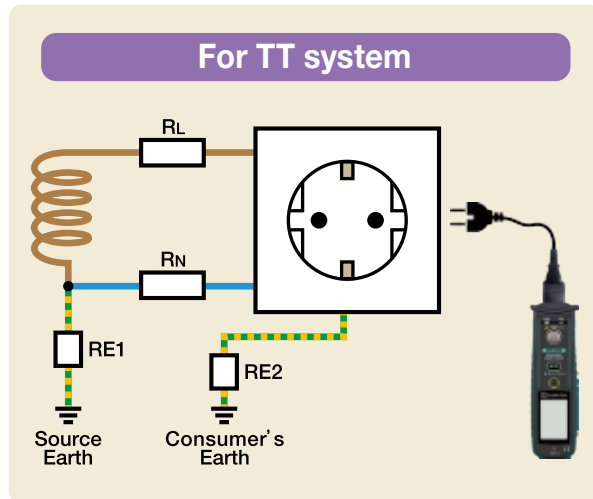 For TT system
RL
RN
RE1
RE2
Source
Earth
Consumer's
Earth